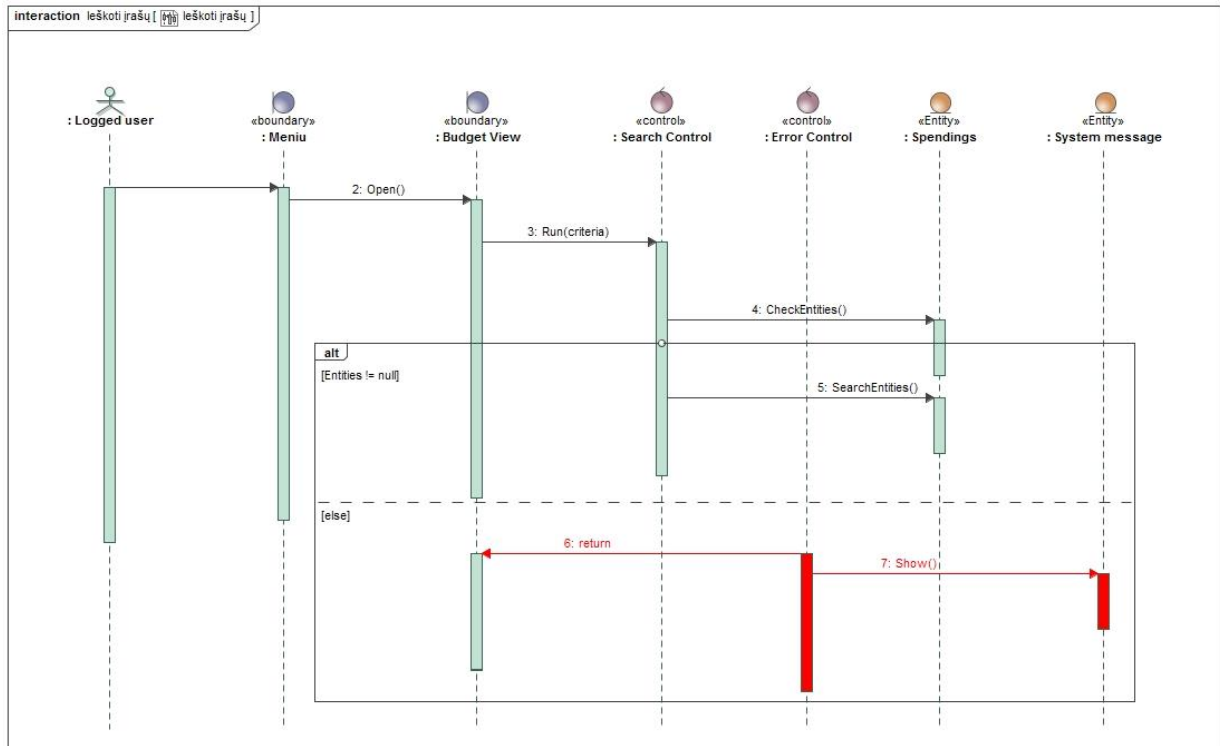 interaction Ieškoti įrašų [ Ieškoti įrašų ]
: Logged user
«boundary»
: Meniu
«boundary»
: Budget View
«control»
: Search Control
«control»
: Error Control
«Entity»
: Spendings
«Entity»
: System message
2: Open()
3: Run(criteria)
4: CheckEntities()
alt
[Entities != null]
5: SearchEntities()
[else]
6: return
7: Show()